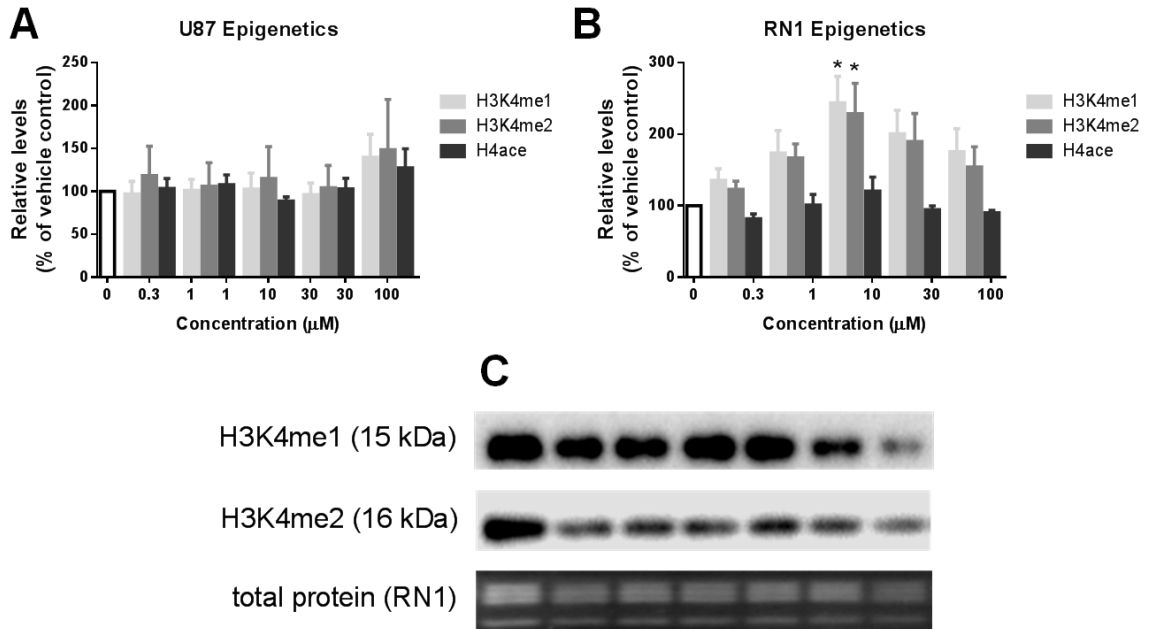 A
U87 Epigenetics
Relative levels
(% of vehicle control)
250
200
150
100
50
0
0 0.3 1 1 10 30 30 100
Concentration (µM)
H3K4me1
H3K4me2
H4ace
B
RN1 Epigenetics
Relative levels
(% of vehicle control)
300
200
100
0
* *
0 0.3 1 10 30 100
Concentration (µM)
H3K4me1
H3K4me2
H4ace
C
H3K4me1 (15 kDa)
H3K4me2 (16 kDa)
total protein (RN1)